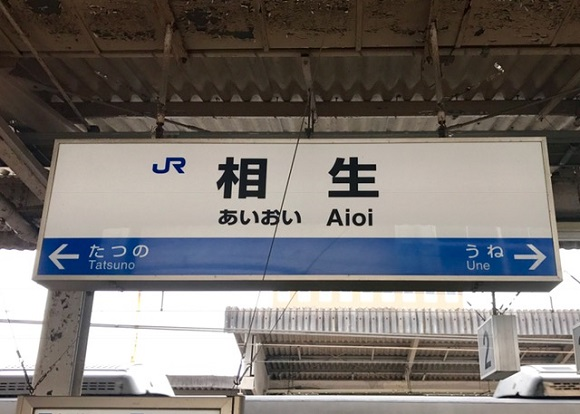 JR 相生
あいおい Aioi
← たつの うね →
Tatsuno Une
2